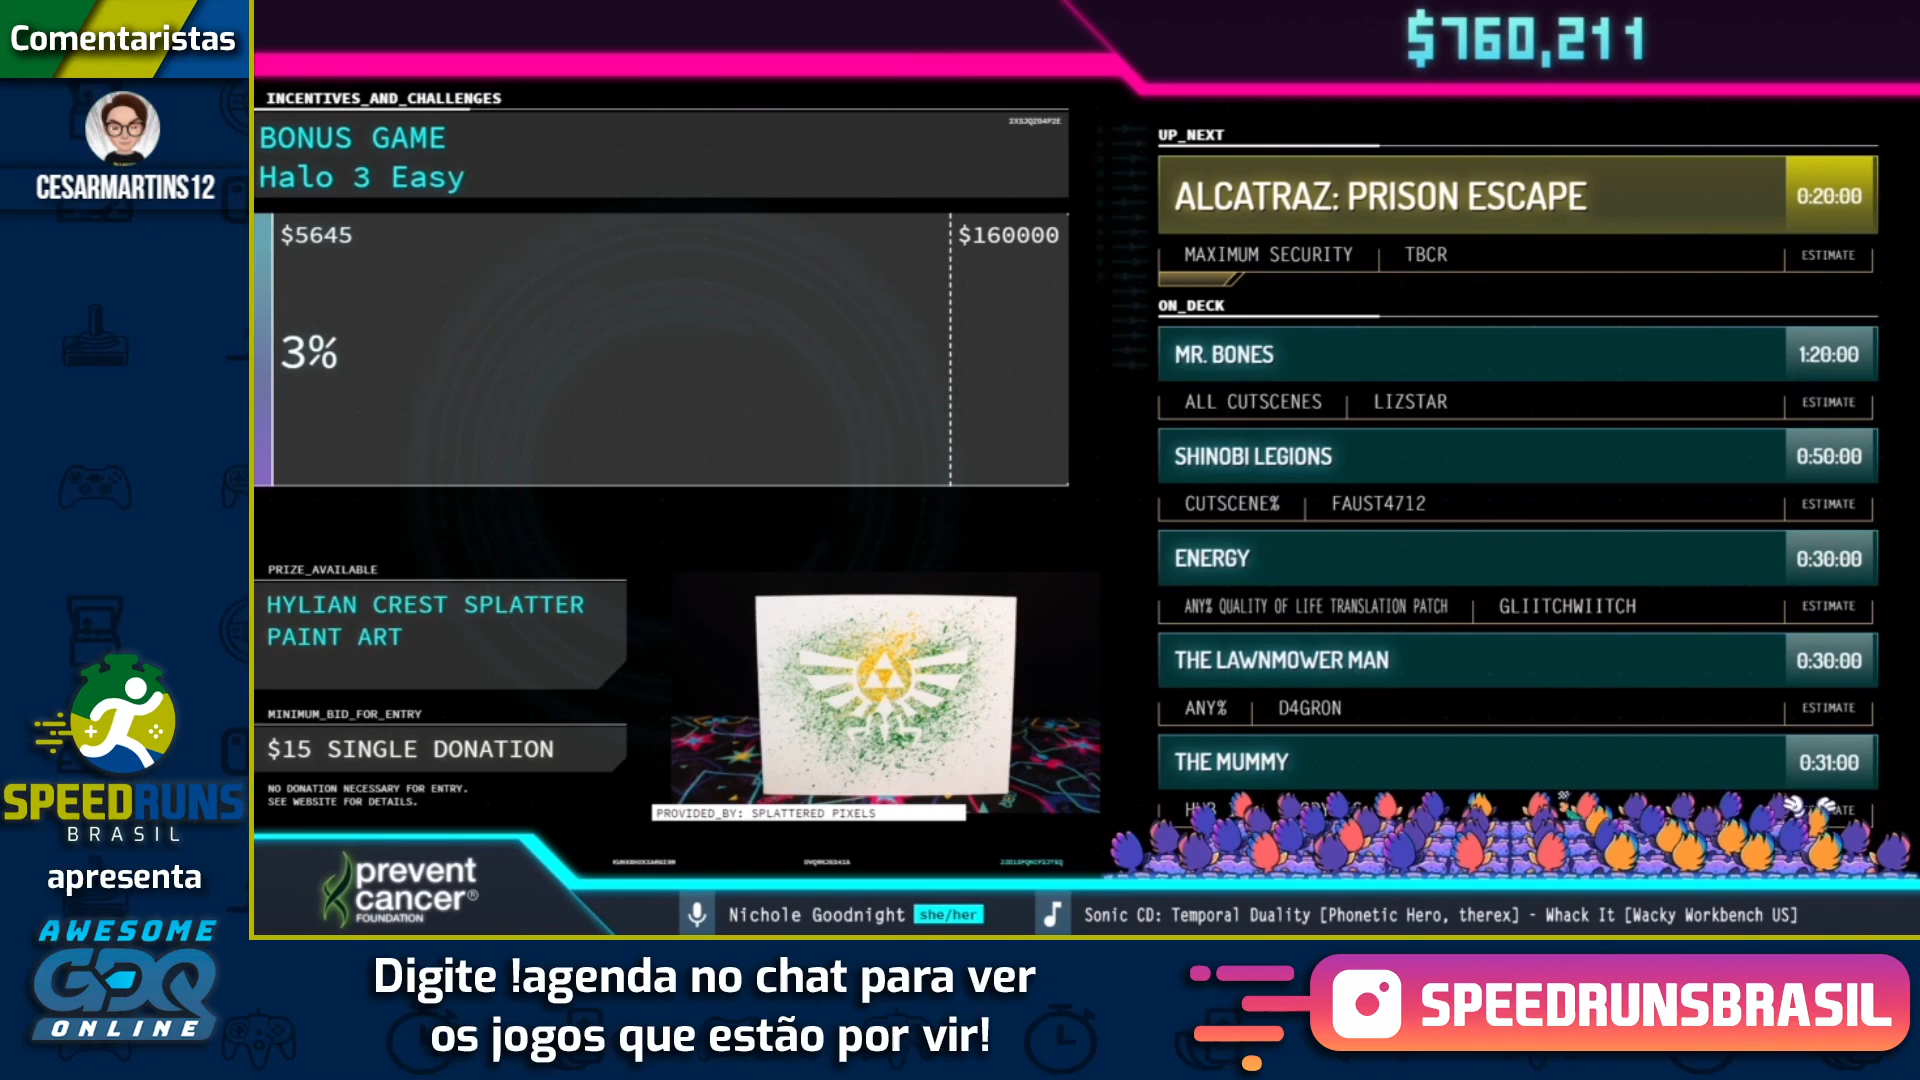 Comentaristas
CESARMARTINS12
SPEEDRUNS
BRASIL
apresenta
AWESOME
GDQ
ONLINE
$760,211
INCENTIVES_AND_CHALLENGES
BONUS GAME
Halo 3 Easy
$5645
$160000
3%
PRIZE_AVAILABLE
HYLIAN CREST SPLATTER
PAINT ART
MINIMUM_BID_FOR_ENTRY
$15 SINGLE DONATION
NO DONATION NECESSARY FOR ENTRY.
SEE WEBSITE FOR DETAILS.
PROVIDED_BY: SPLATTERED PIXELS
UP_NEXT
ALCATRAZ: PRISON ESCAPE
0:20:00
MAXIMUM SECURITY
TBCR
ESTIMATE
ON_DECK
MR. BONES
1:20:00
ALL CUTSCENES
LIZSTAR
ESTIMATE
SHINOBI LEGIONS
0:50:00
CUTSCENE%
FAUST4712
ESTIMATE
ENERGY
0:30:00
ANY% QUALITY OF LIFE TRANSLATION PATCH
GLIITCHWIITCH
ESTIMATE
THE LAWNMOWER MAN
0:30:00
ANY%
D4GRON
ESTIMATE
THE MUMMY
0:31:00
prevent
cancer®
FOUNDATION
Nichole Goodnight she/her
Sonic CD: Temporal Duality [Phonetic Hero, therex] - Whack It [Wacky Workbench US]
Digite !agenda no chat para ver
os jogos que estão por vir!
SPEEDRUNSBRASIL